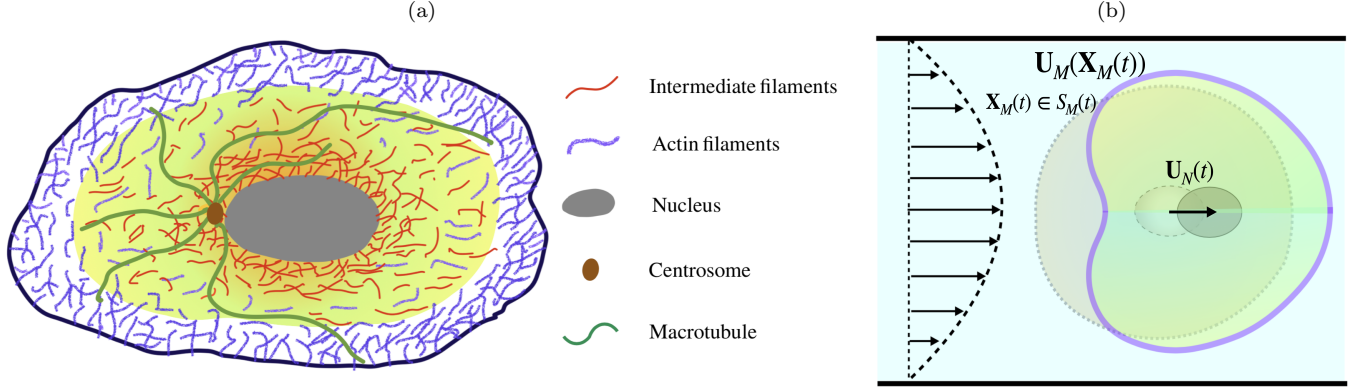 (a)
Intermediate filaments
Actin filaments
Nucleus
Centrosome
Macrotubule
(b)
U_M(X_M(t))
X_M(t) ∈ S_M(t)
U_N(t)